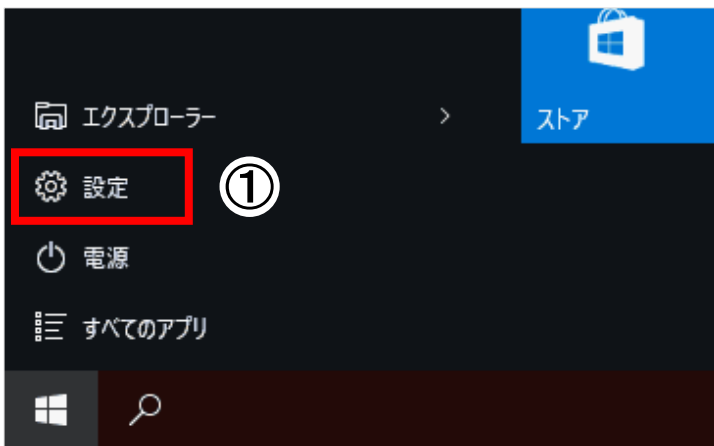 エクスプローラー
ストア
設定
①
電源
すべてのアプリ